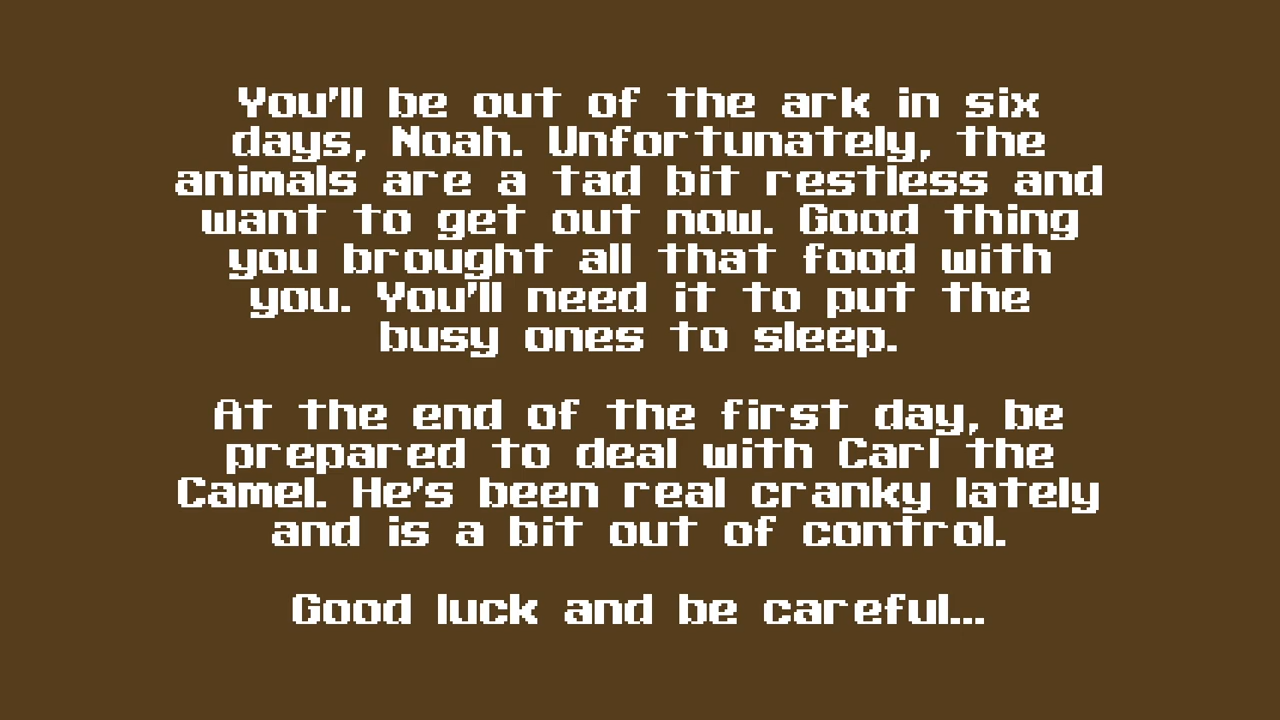 You'll be out of the ark in six
days, Noah. Unfortunately, the
animals are a tad bit restless and
want to get out now. Good thing
you brought all that food with
you. You'll need it to put the
busy ones to sleep.
At the end of the first day, be
prepared to deal with Carl the
Camel. He's been real cranky lately
and is a bit out of control.
Good luck and be careful...